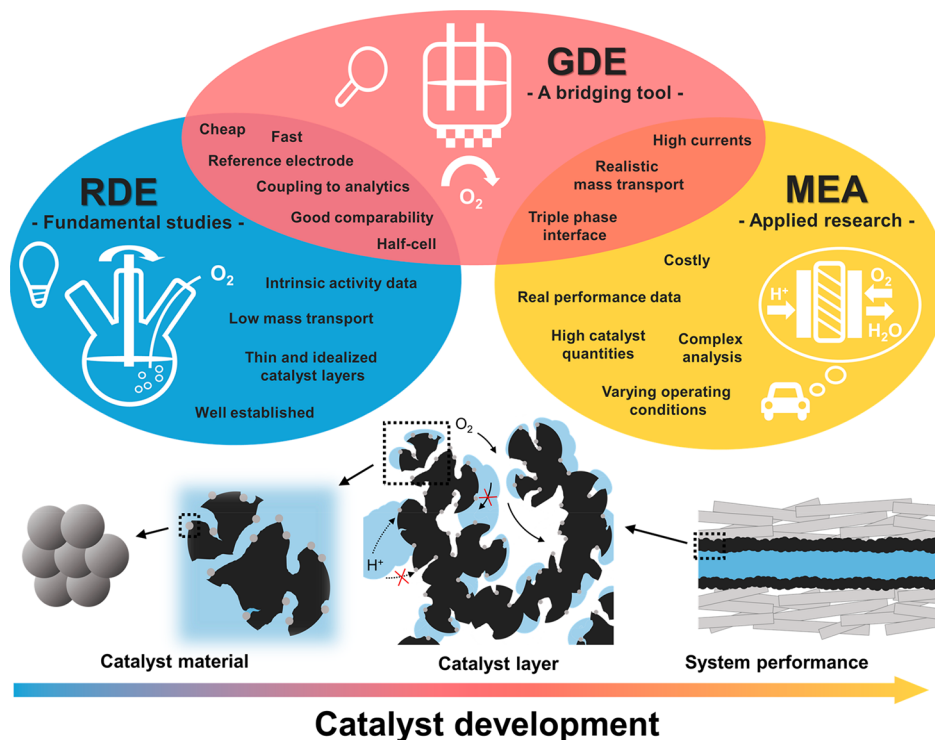 GDE
- A bridging tool -
Cheap
Fast
Reference electrode
Coupling to analytics
Good comparability
Half-cell
O₂
High currents
Realistic
mass transport
Triple phase
interface
RDE
- Fundamental studies -
O₂
Intrinsic activity data
Low mass transport
Thin and idealized
catalyst layers
Well established
MEA
- Applied research -
Costly
Real performance data
High catalyst
quantities
Complex
analysis
Varying operating
conditions
H⁺
O₂
H₂O
O₂
H⁺
Catalyst material
Catalyst layer
System performance
Catalyst development